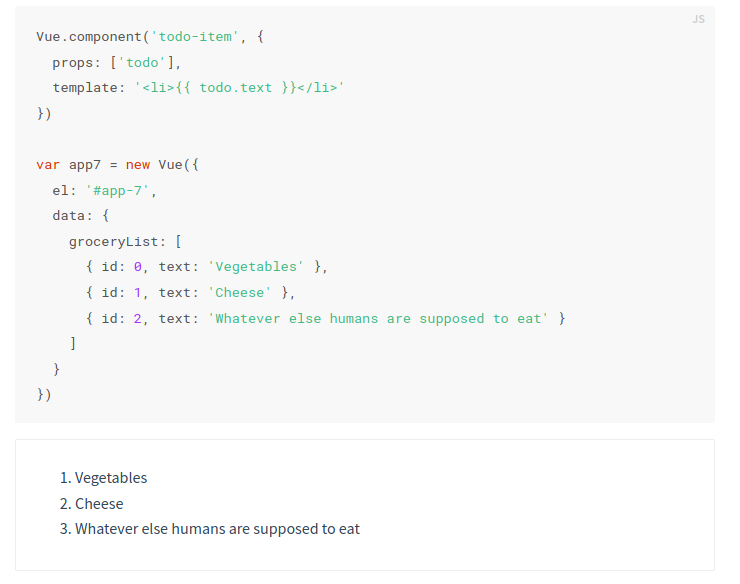 JS
Vue.component('todo-item', {
  props: ['todo'],
  template: '<li>{{ todo.text }}</li>'
})

var app7 = new Vue({
  el: '#app-7',
  data: {
    groceryList: [
      { id: 0, text: 'Vegetables' },
      { id: 1, text: 'Cheese' },
      { id: 2, text: 'Whatever else humans are supposed to eat' }
    ]
  }
})
1. Vegetables
2. Cheese
3. Whatever else humans are supposed to eat